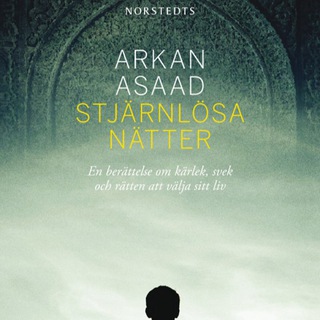 NORSTEDTS
ARKAN
ASAAD
STJÄRNLÖSA
NÄTTER
En berättelse om kärlek, svek
och rätten att välja sitt liv